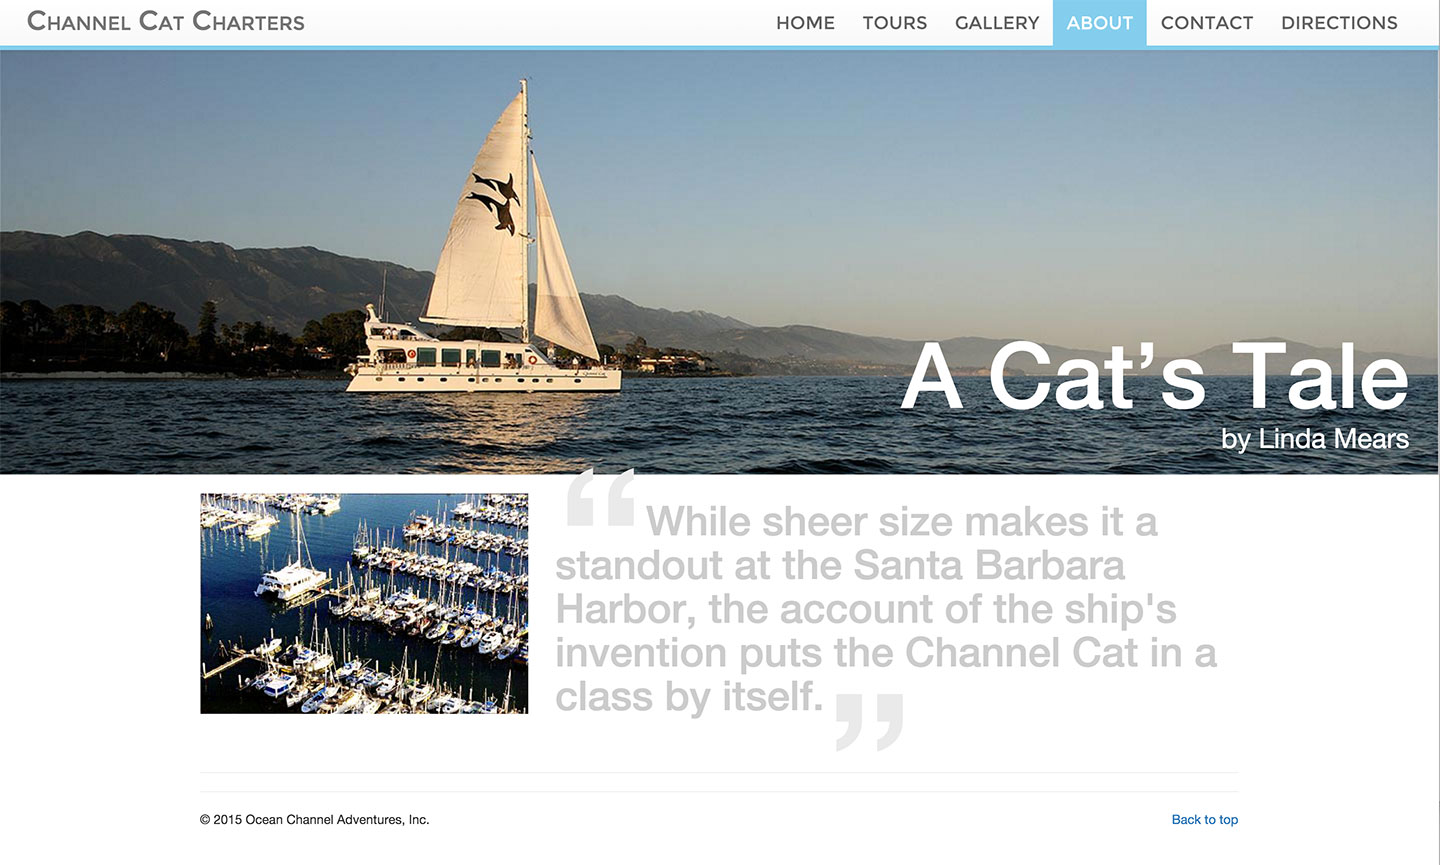 CHANNEL CAT CHARTERS
HOME TOURS GALLERY ABOUT CONTACT DIRECTIONS
A Cat’s Tale
by Linda Mears
“While sheer size makes it a
standout at the Santa Barbara
Harbor, the account of the ship's
invention puts the Channel Cat in a
class by itself.”
© 2015 Ocean Channel Adventures, Inc.
Back to top